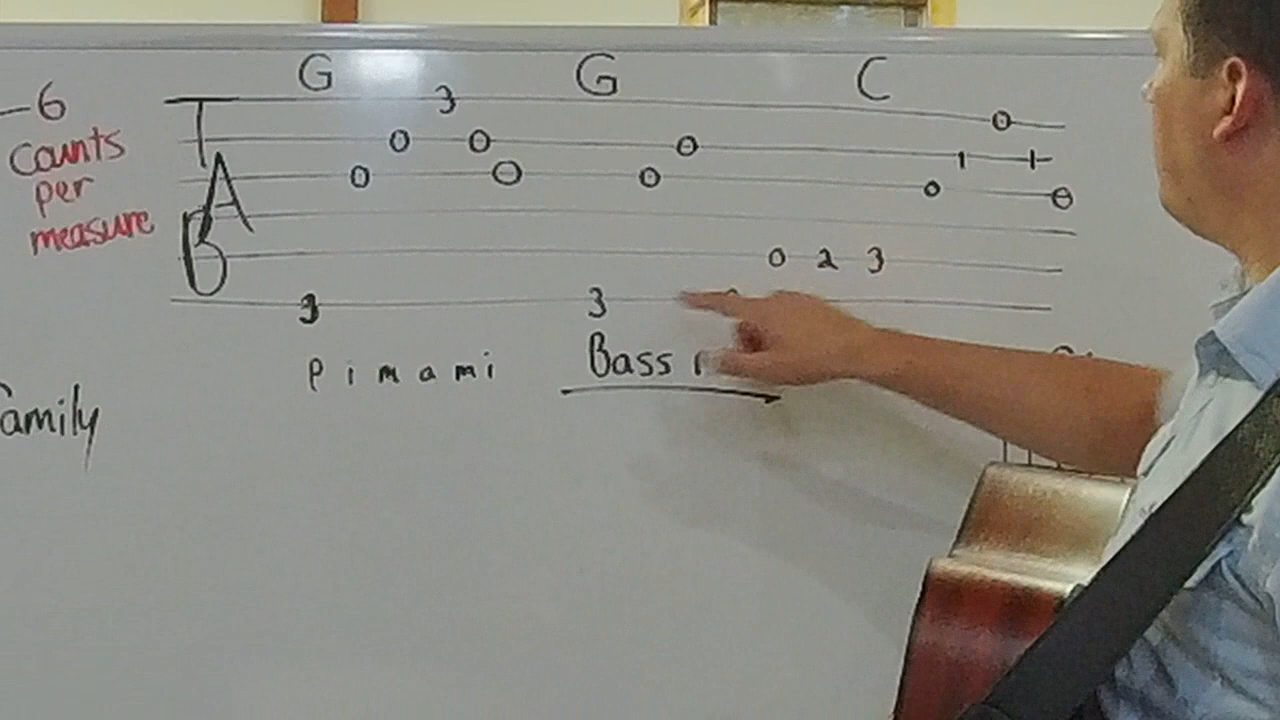 G G C
-6
Counts
per
measure
T 3 0
0 0 0 1 1
A 0 0 0 0 0
B 0 2 3
3 3
P i m a m i Bass
family